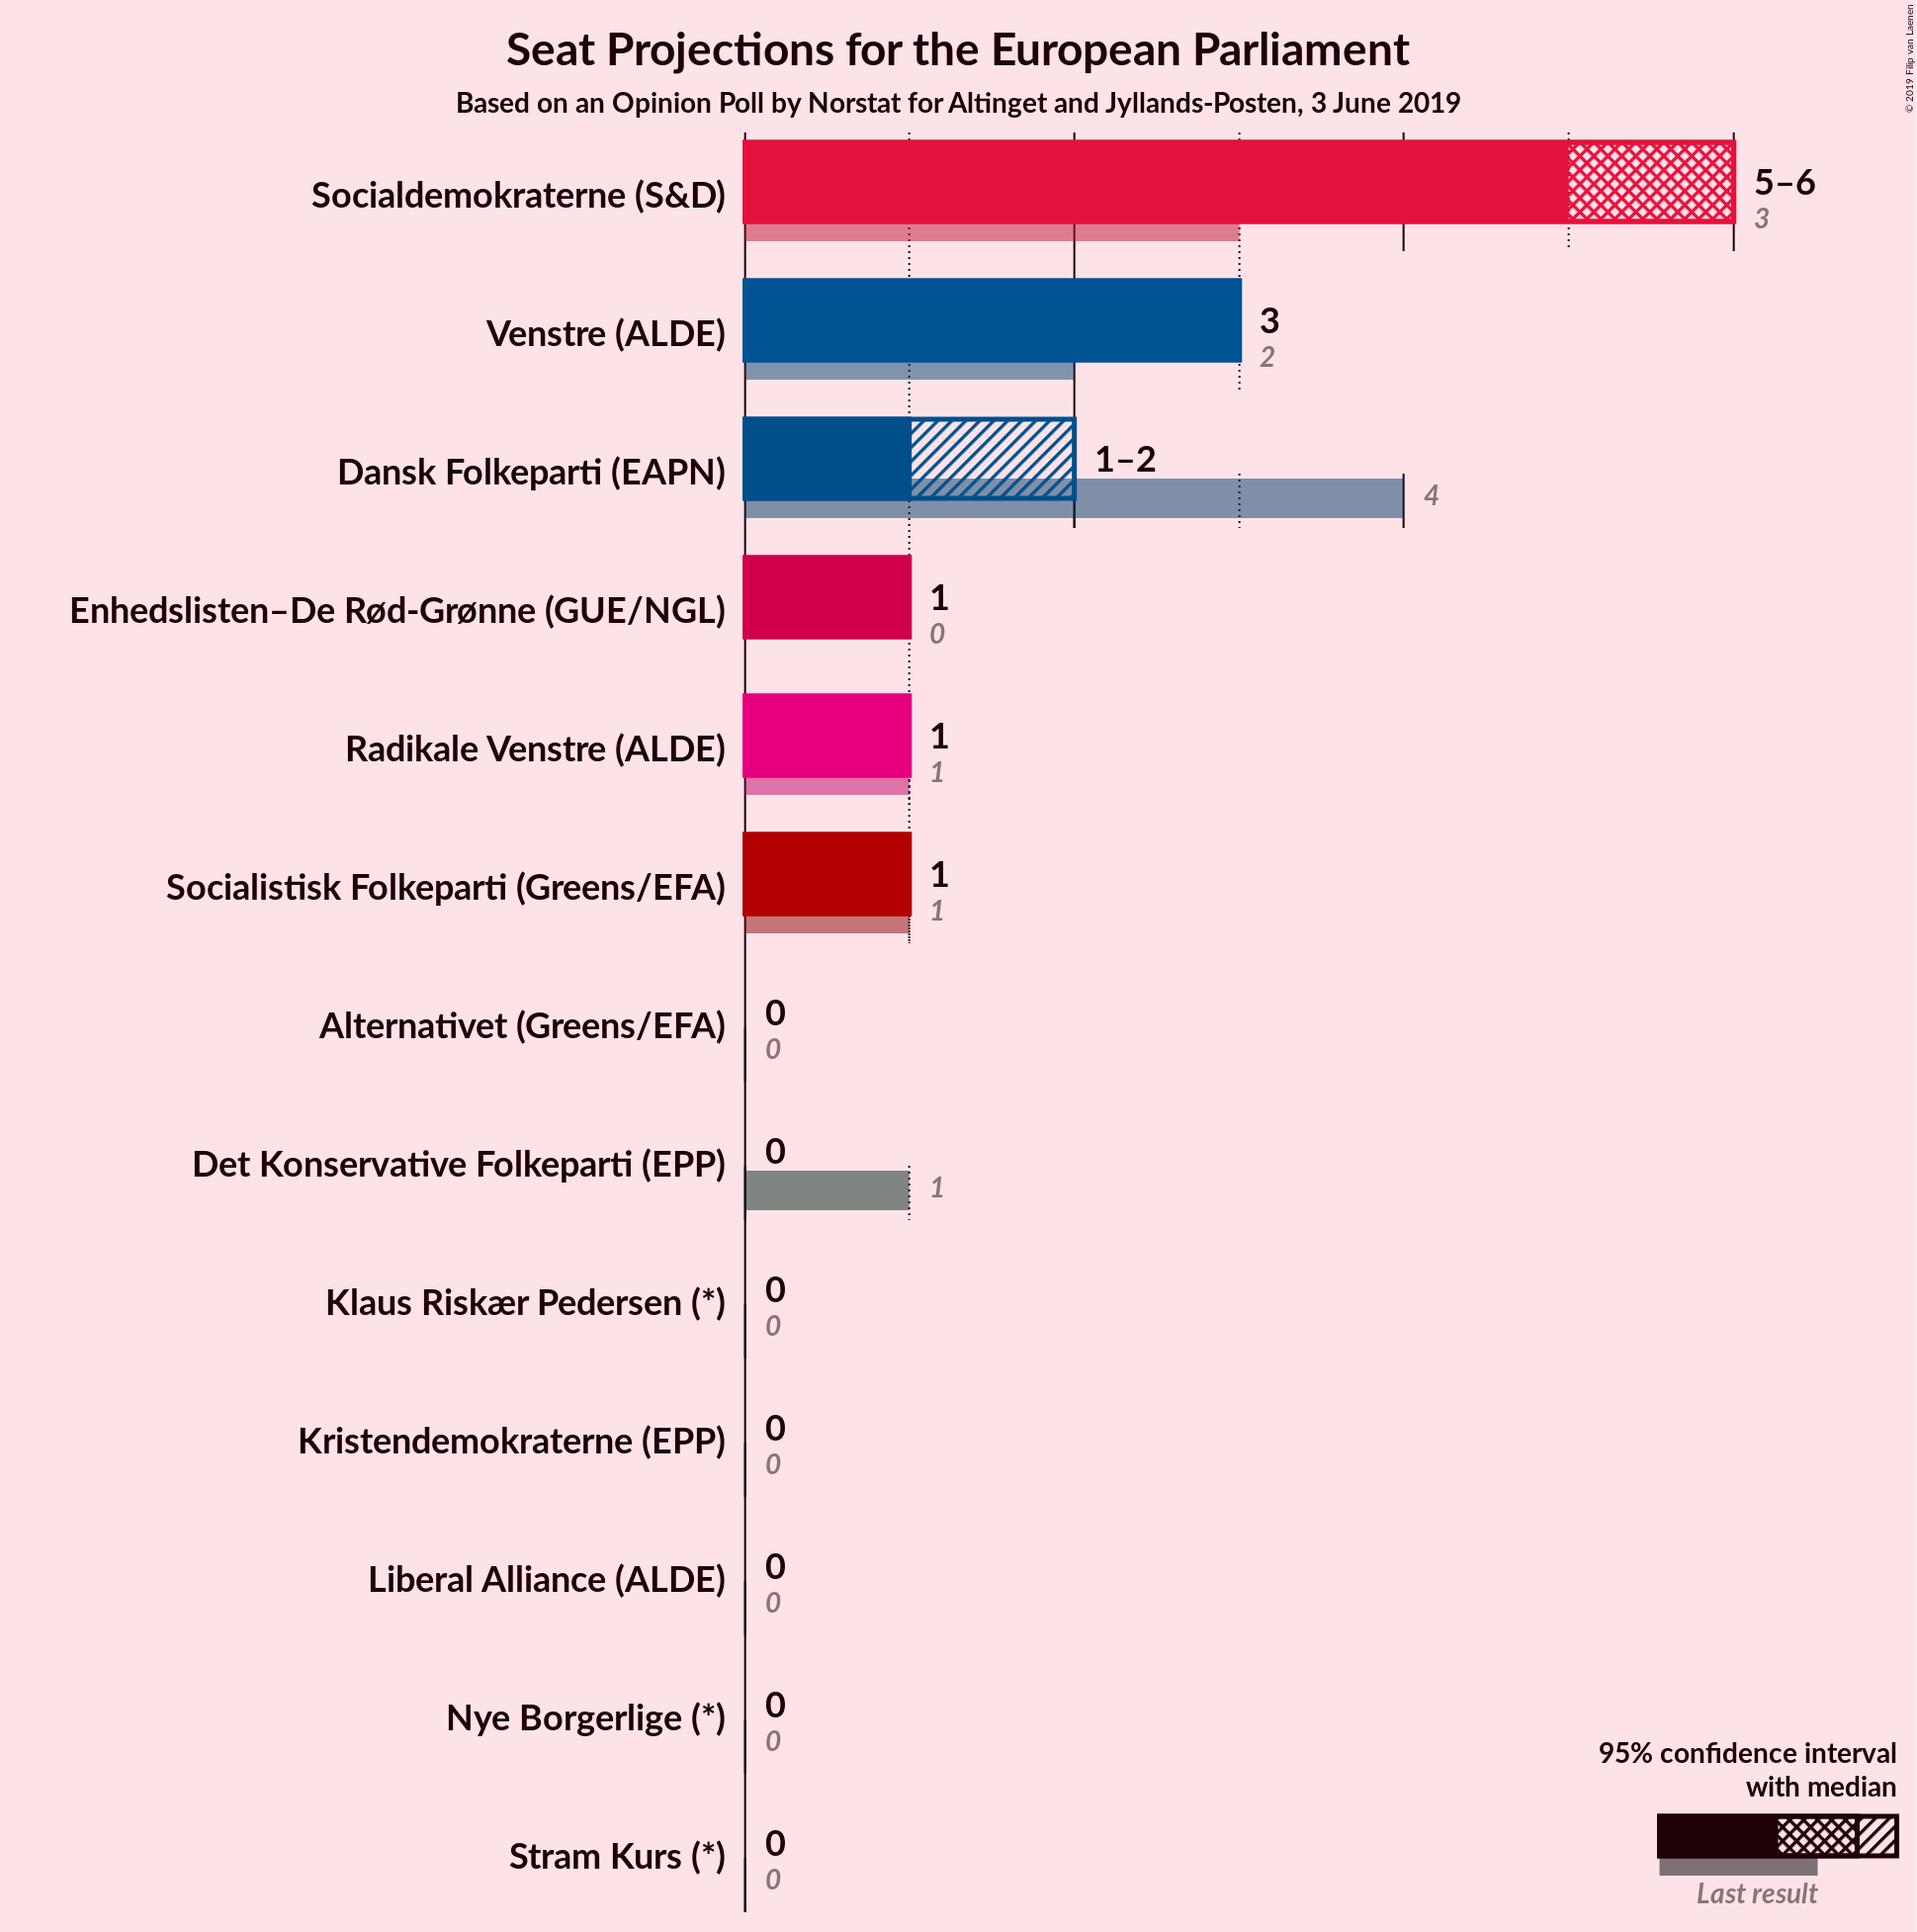 Seat Projections for the European Parliament
Based on an Opinion Poll by Norstat for Altinget and Jyllands-Posten, 3 June 2019
© 2019 Filip van Laenen
Socialdemokraterne (S&D)
5–6
3
Venstre (ALDE)
3
2
Dansk Folkeparti (EAPN)
1–2
4
Enhedslisten–De Rød-Grønne (GUE/NGL)
1
0
Radikale Venstre (ALDE)
1
1
Socialistisk Folkeparti (Greens/EFA)
1
1
Alternativet (Greens/EFA)
0
0
Det Konservative Folkeparti (EPP)
0
1
Klaus Riskær Pedersen (*)
0
0
Kristendemokraterne (EPP)
0
0
Liberal Alliance (ALDE)
0
0
Nye Borgerlige (*)
0
0
Stram Kurs (*)
0
0
95% confidence interval
with median
Last result